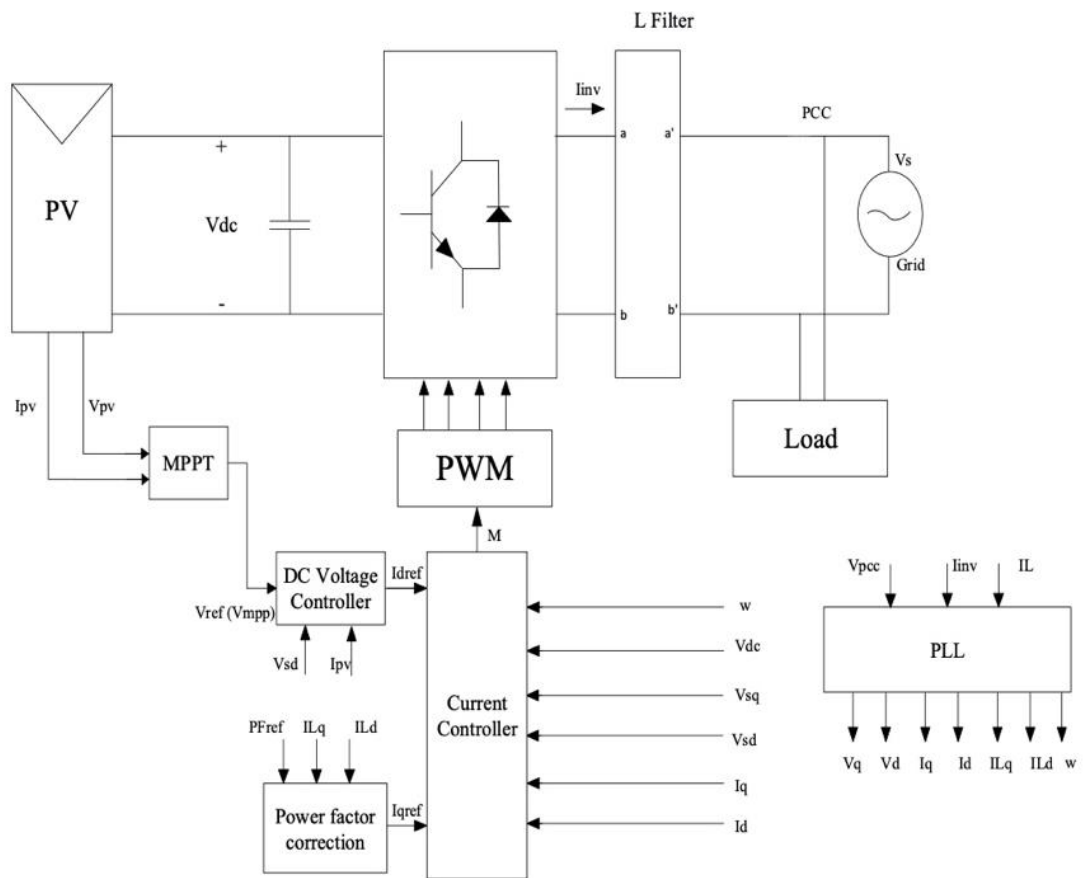 L Filter
Iinv
PCC
a
a'
Vs
+
PV
Vdc
Grid
-
b
b'
Ipv
Vpv
Load
MPPT
PWM
M
DC Voltage
Controller
Idref
Vref (Vmpp)
Vsd
Ipv
Vpcc
Iinv
IL
w
Vdc
PLL
Vsq
Current
Controller
Vsd
PFref
ILq
ILd
Vq
Vd
Iq
Id
ILq
ILd
w
Iq
Power factor
correction
Iqref
Id